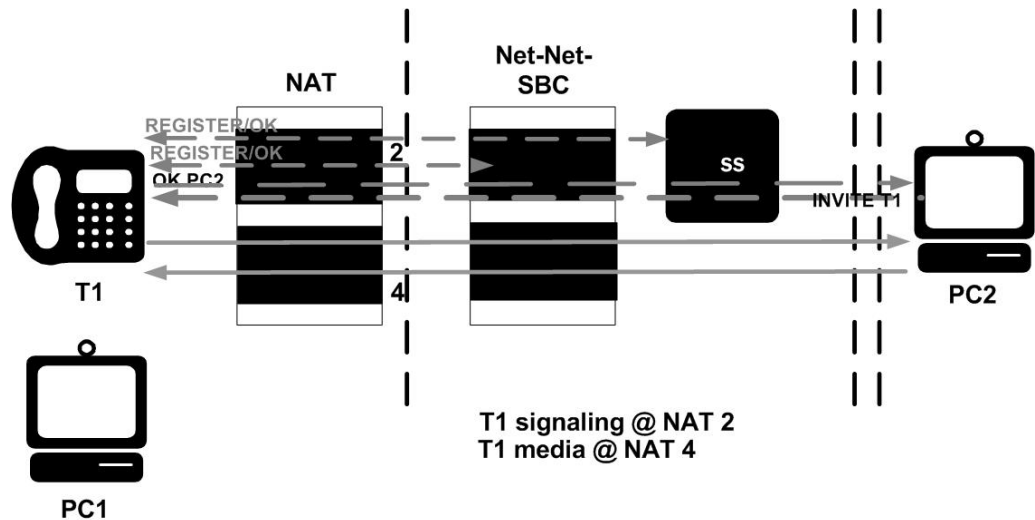 Net-Net-
SBC
NAT
REGISTER/OK
REGISTER/OK
2
OK PC2
SS
INVITE T1
T1
4
PC2
T1 signaling @ NAT 2
T1 media @ NAT 4
PC1